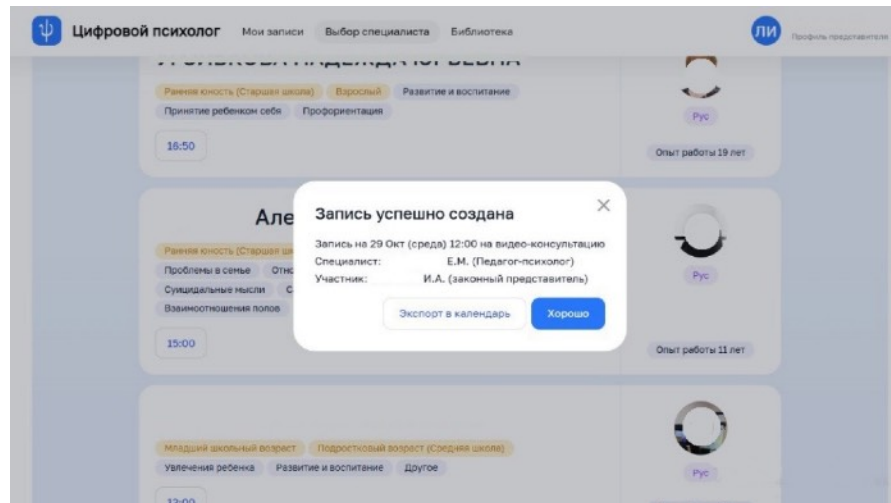 Цифровой психолог Мои записи Выбор специалиста Библиотека ЛИ Профиль представителя
Ранняя юность (Старшая школа) Взрослый Развитие и воспитание
Принятие ребенком себя Профориентация
Рус
16:50
Опыт работы 19 лет
Але
Запись успешно создана
Запись на 29 Окт (среда) 12:00 на видео-консультацию
Специалист: Е.М. (Педагог-психолог)
Участник: И.А. (законный представитель)
Экспорт в календарь Хорошо
Ранняя юность (Старшая
Проблемы в семье
Суицидальные мысли
Взаимоотношения полов
Рус
15:00
Опыт работы 11 лет
Младший школьный возраст Подростковый возраст (Средняя школа)
Увлечения ребенка Развитие и воспитание Другое
Рус